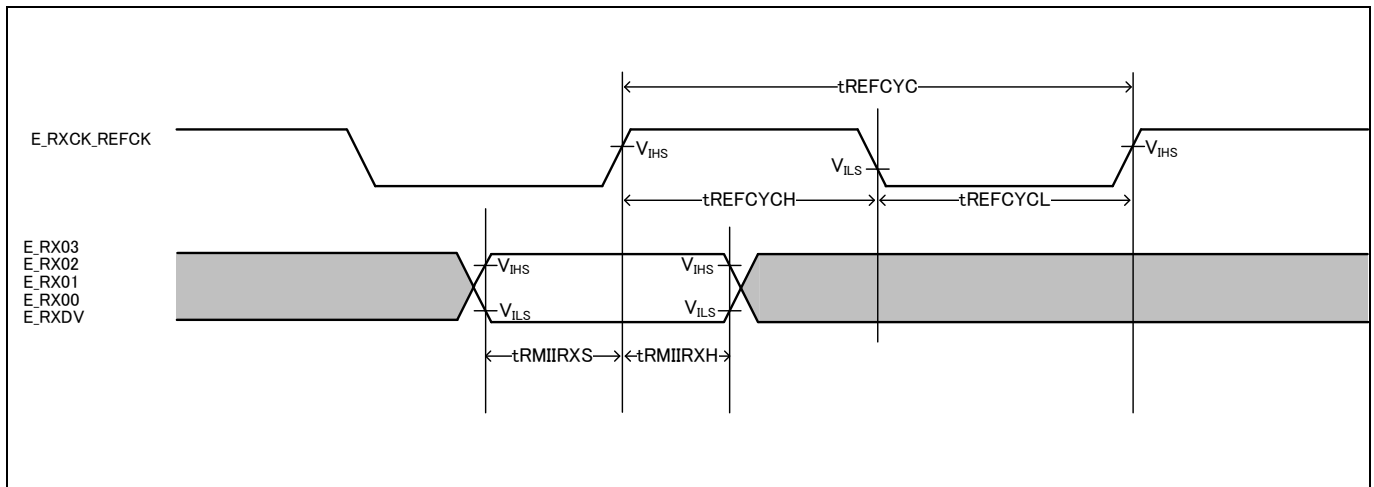 tREFCYC
E_RXCK_REFCK
VIHS
VILS
VIHS
tREFCYCH
tREFCYCL
E_RX03
E_RX02
E_RX01
E_RX00
E_RXDV
VIHS
VIHS
VILS
VILS
tRMIIRXS
tRMIIRXH